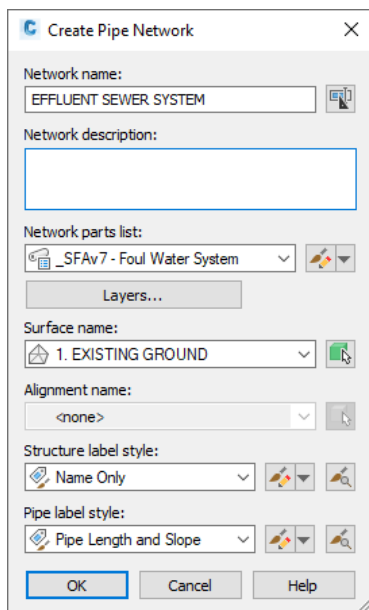 Create Pipe Network
Network name:
EFFLUENT SEWER SYSTEM
Network description:
Network parts list:
_SFAv7 - Foul Water System
Layers...
Surface name:
1. EXISTING GROUND
Alignment name:
<none>
Structure label style:
Name Only
Pipe label style:
Pipe Length and Slope
OK Cancel Help